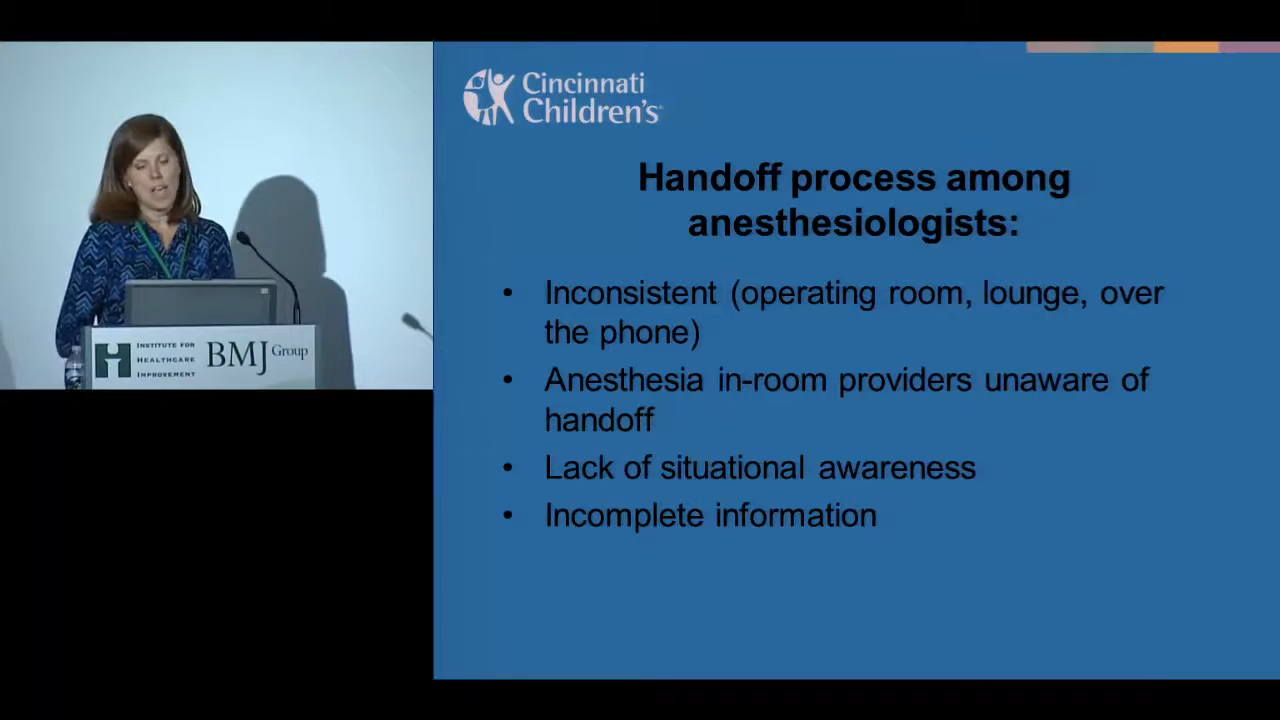 Cincinnati
Children's
Handoff process among
anesthesiologists:
• Inconsistent (operating room, lounge, over
the phone)
• Anesthesia in-room providers unaware of
handoff
• Lack of situational awareness
• Incomplete information
INSTITUTE FOR
HEALTHCARE
IMPROVEMENT
BMJ Group